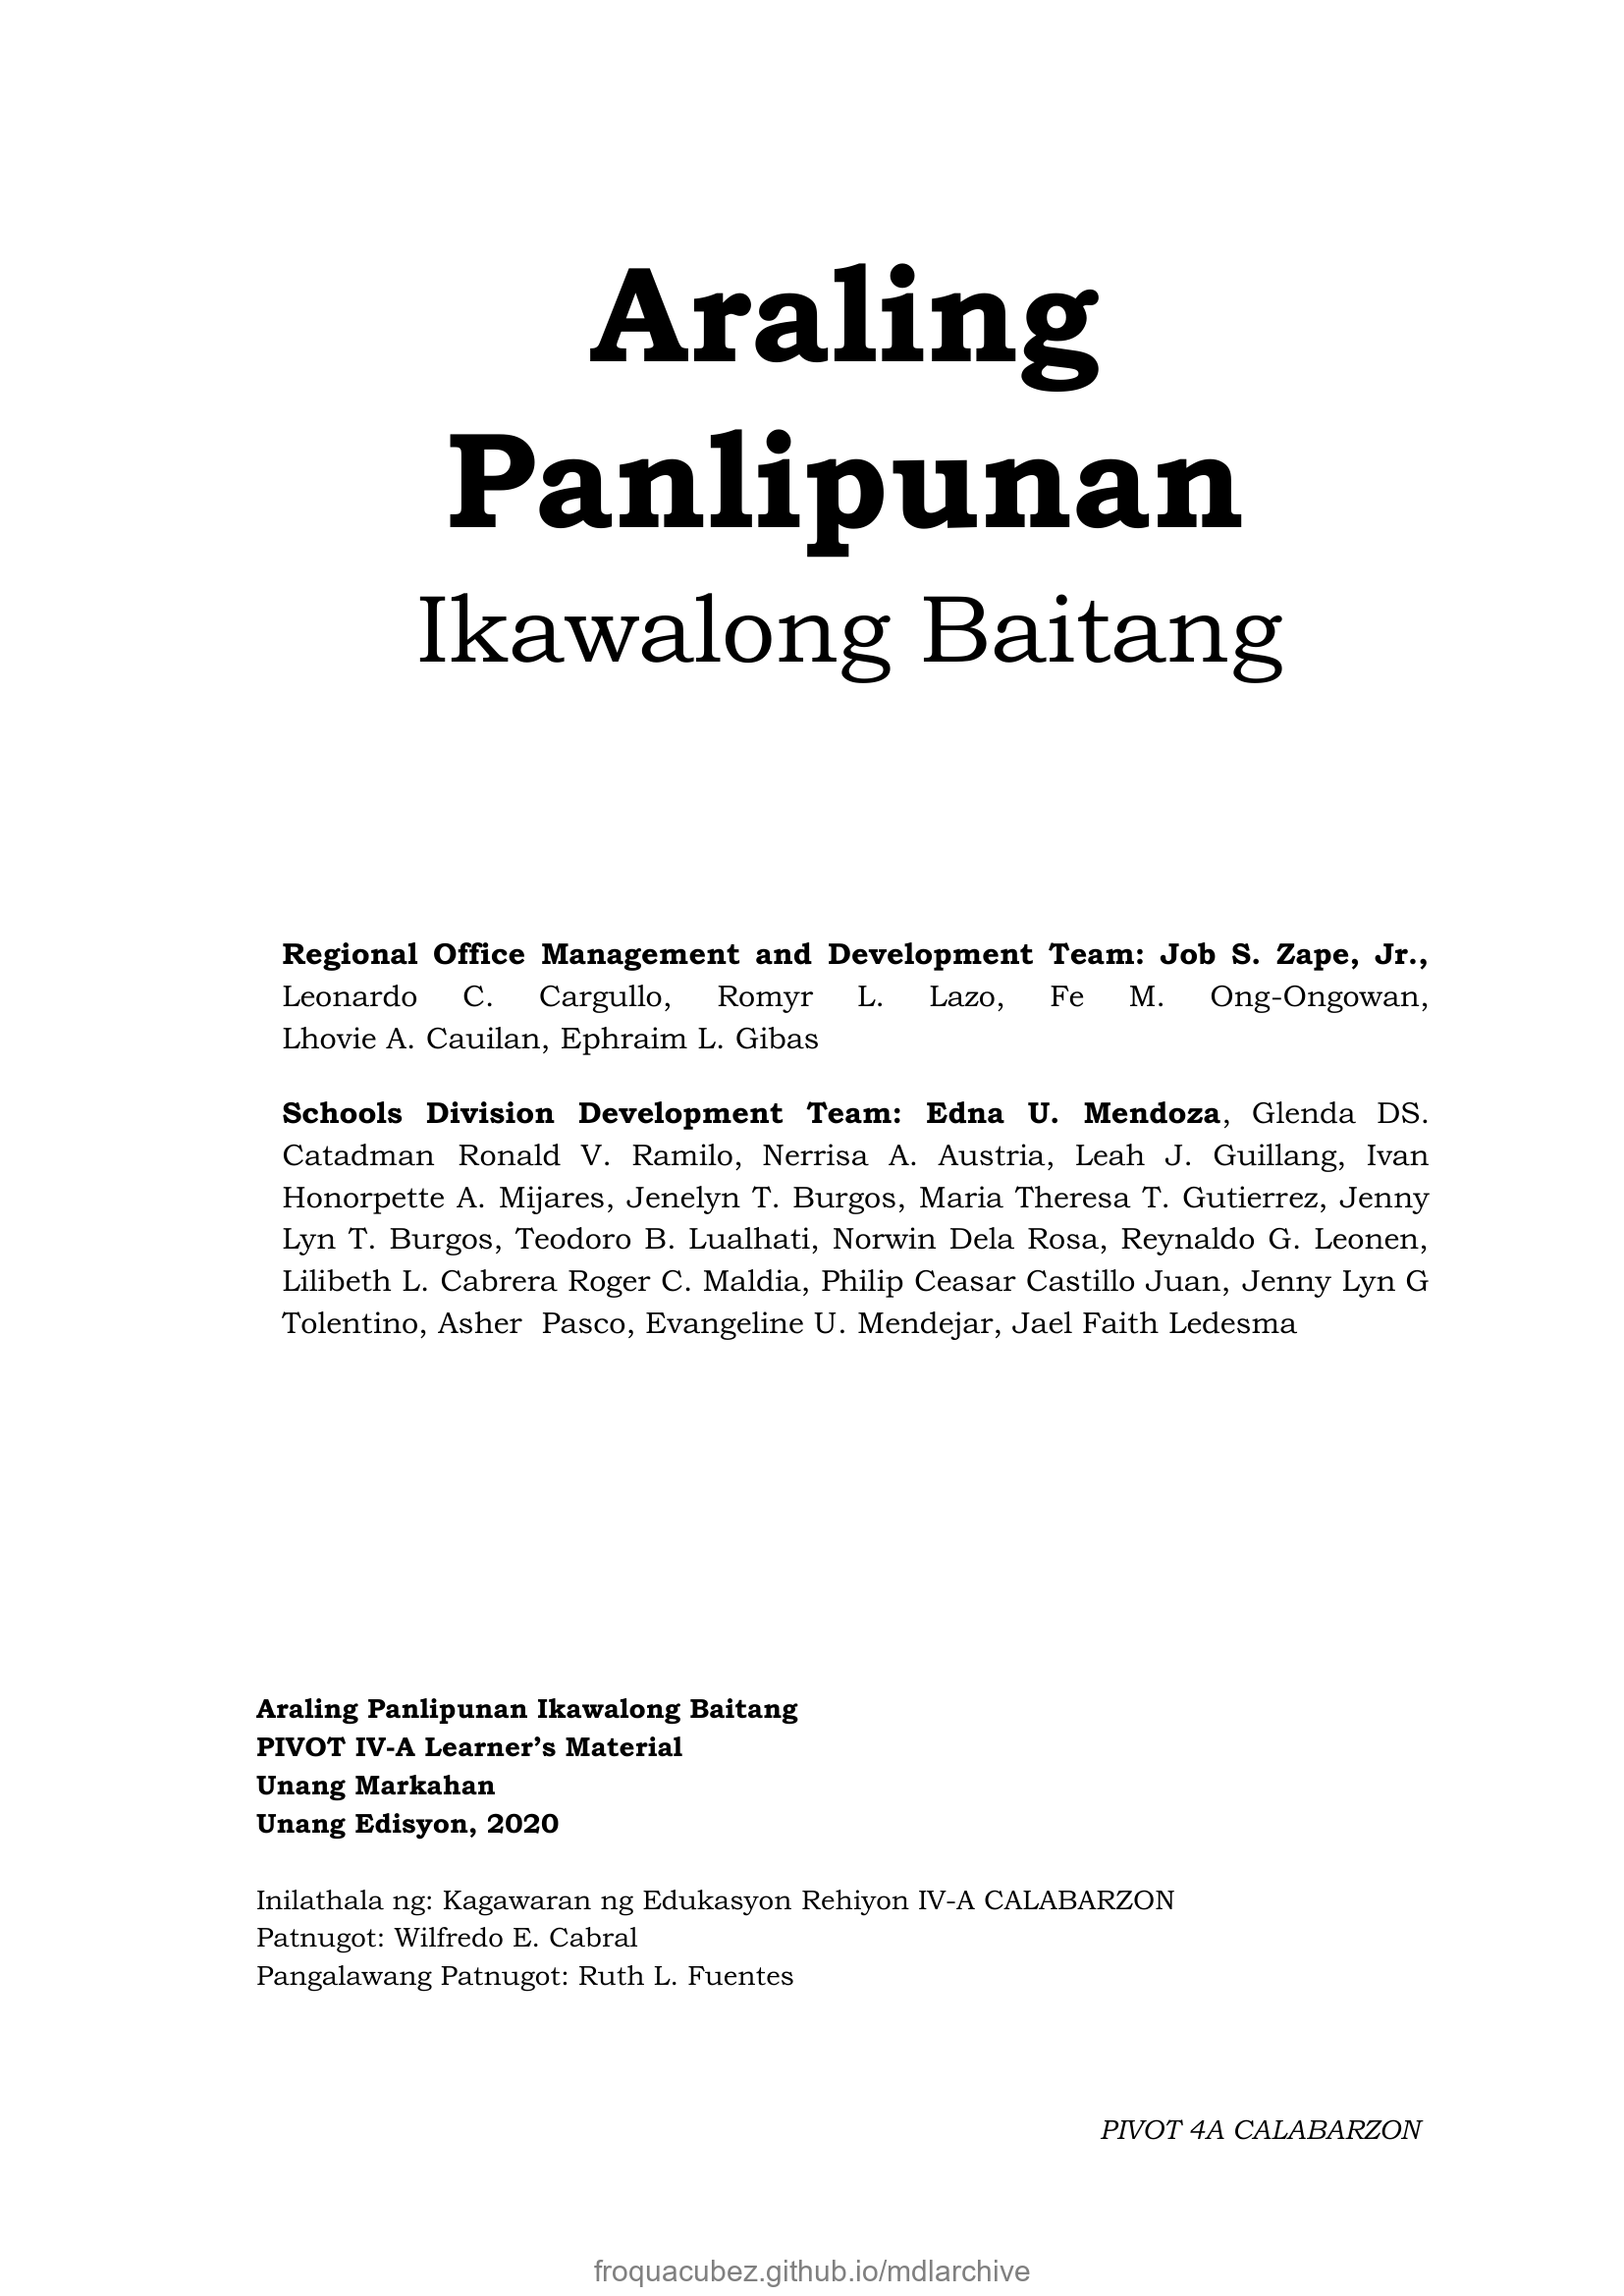 Araling
Panlipunan
Ikawalong Baitang
Regional Office Management and Development Team: Job S. Zape, Jr.,
Leonardo C. Cargullo, Romyr L. Lazo, Fe M. Ong-Ongowan,
Lhovie A. Cauilan, Ephraim L. Gibas
Schools Division Development Team: Edna U. Mendoza, Glenda DS.
Catadman Ronald V. Ramilo, Nerrisa A. Austria, Leah J. Guillang, Ivan
Honorpette A. Mijares, Jenelyn T. Burgos, Maria Theresa T. Gutierrez, Jenny
Lyn T. Burgos, Teodoro B. Lualhati, Norwin Dela Rosa, Reynaldo G. Leonen,
Lilibeth L. Cabrera Roger C. Maldia, Philip Ceasar Castillo Juan, Jenny Lyn G
Tolentino, Asher  Pasco, Evangeline U. Mendejar, Jael Faith Ledesma
Araling Panlipunan Ikawalong Baitang
PIVOT IV-A Learner’s Material
Unang Markahan
Unang Edisyon, 2020
Inilathala ng: Kagawaran ng Edukasyon Rehiyon IV-A CALABARZON
Patnugot: Wilfredo E. Cabral
Pangalawang Patnugot: Ruth L. Fuentes
PIVOT 4A CALABARZON
froquacubez.github.io/mdlarchive